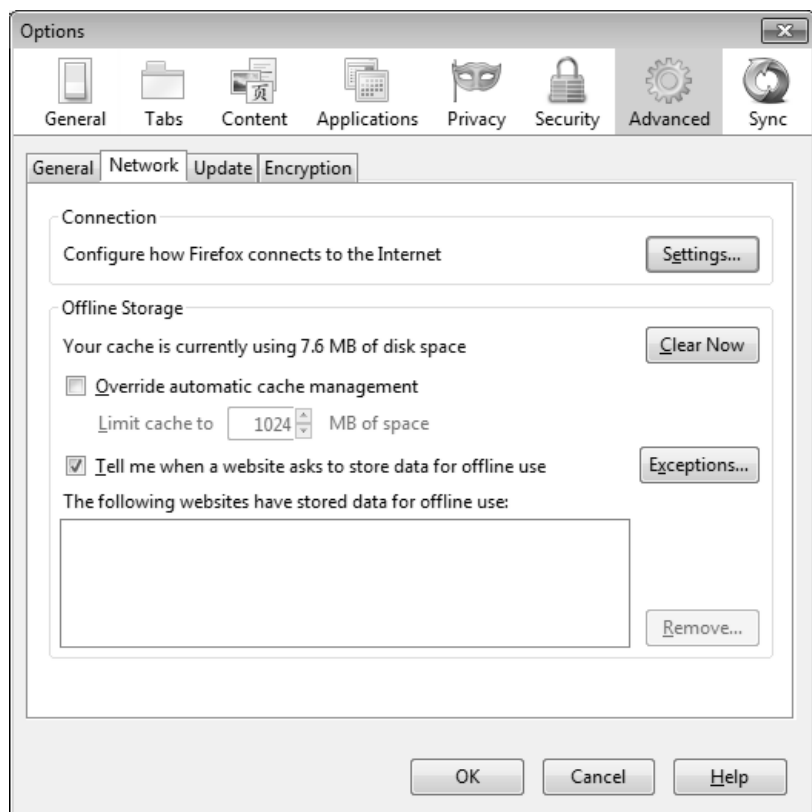 Options
General Tabs Content Applications Privacy Security Advanced Sync
页
General Network Update Encryption
Connection
Configure how Firefox connects to the Internet Settings...
Offline Storage
Your cache is currently using 7.6 MB of disk space Clear Now
Override automatic cache management
Limit cache to 1024 MB of space
Tell me when a website asks to store data for offline use Exceptions...
The following websites have stored data for offline use:
Remove...
OK Cancel Help